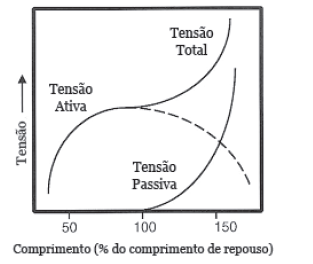 Tensão
Total
Tensão
Ativa
Tensão
Tensão
Passiva
50
100
150
Comprimento (% do comprimento de repouso)